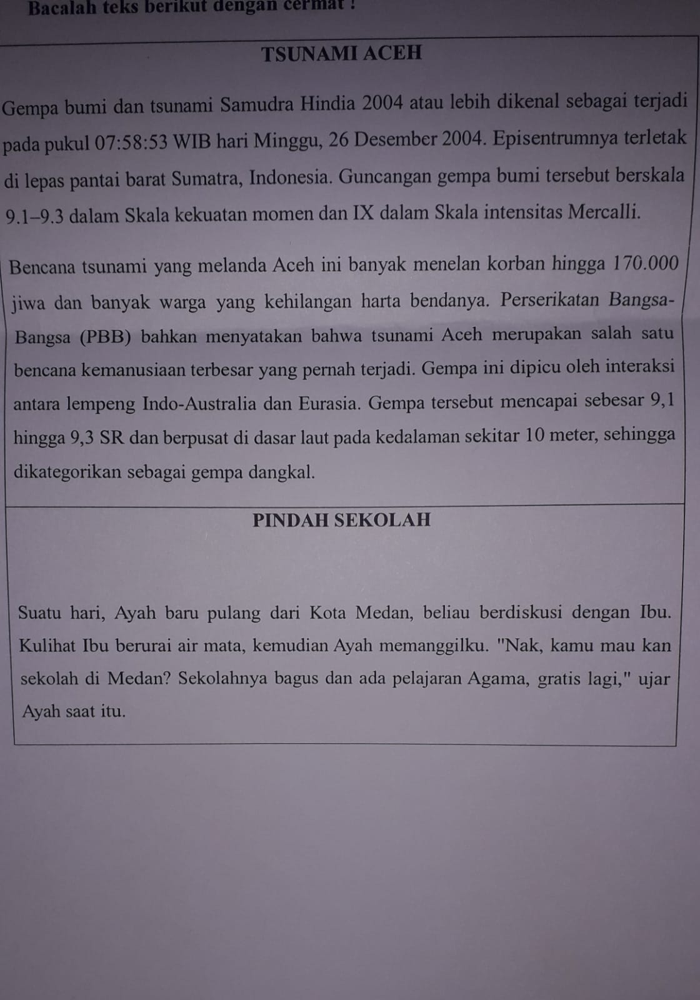 Bacalah teks berikut dengan cermat !
TSUNAMI ACEH
Gempa bumi dan tsunami Samudra Hindia 2004 atau lebih dikenal sebagai terjadi
pada pukul 07:58:53 WIB hari Minggu, 26 Desember 2004. Episentrumnya terletak
di lepas pantai barat Sumatra, Indonesia. Guncangan gempa bumi tersebut berskala
9.1–9.3 dalam Skala kekuatan momen dan IX dalam Skala intensitas Mercalli.
Bencana tsunami yang melanda Aceh ini banyak menelan korban hingga 170.000
jiwa dan banyak warga yang kehilangan harta bendanya. Perserikatan Bangsa-
Bangsa (PBB) bahkan menyatakan bahwa tsunami Aceh merupakan salah satu
bencana kemanusiaan terbesar yang pernah terjadi. Gempa ini dipicu oleh interaksi
antara lempeng Indo-Australia dan Eurasia. Gempa tersebut mencapai sebesar 9,1
hingga 9,3 SR dan berpusat di dasar laut pada kedalaman sekitar 10 meter, sehingga
dikategorikan sebagai gempa dangkal.
PINDAH SEKOLAH
Suatu hari, Ayah baru pulang dari Kota Medan, beliau berdiskusi dengan Ibu.
Kulihat Ibu berurai air mata, kemudian Ayah memanggilku. "Nak, kamu mau kan
sekolah di Medan? Sekolahnya bagus dan ada pelajaran Agama, gratis lagi," ujar
Ayah saat itu.